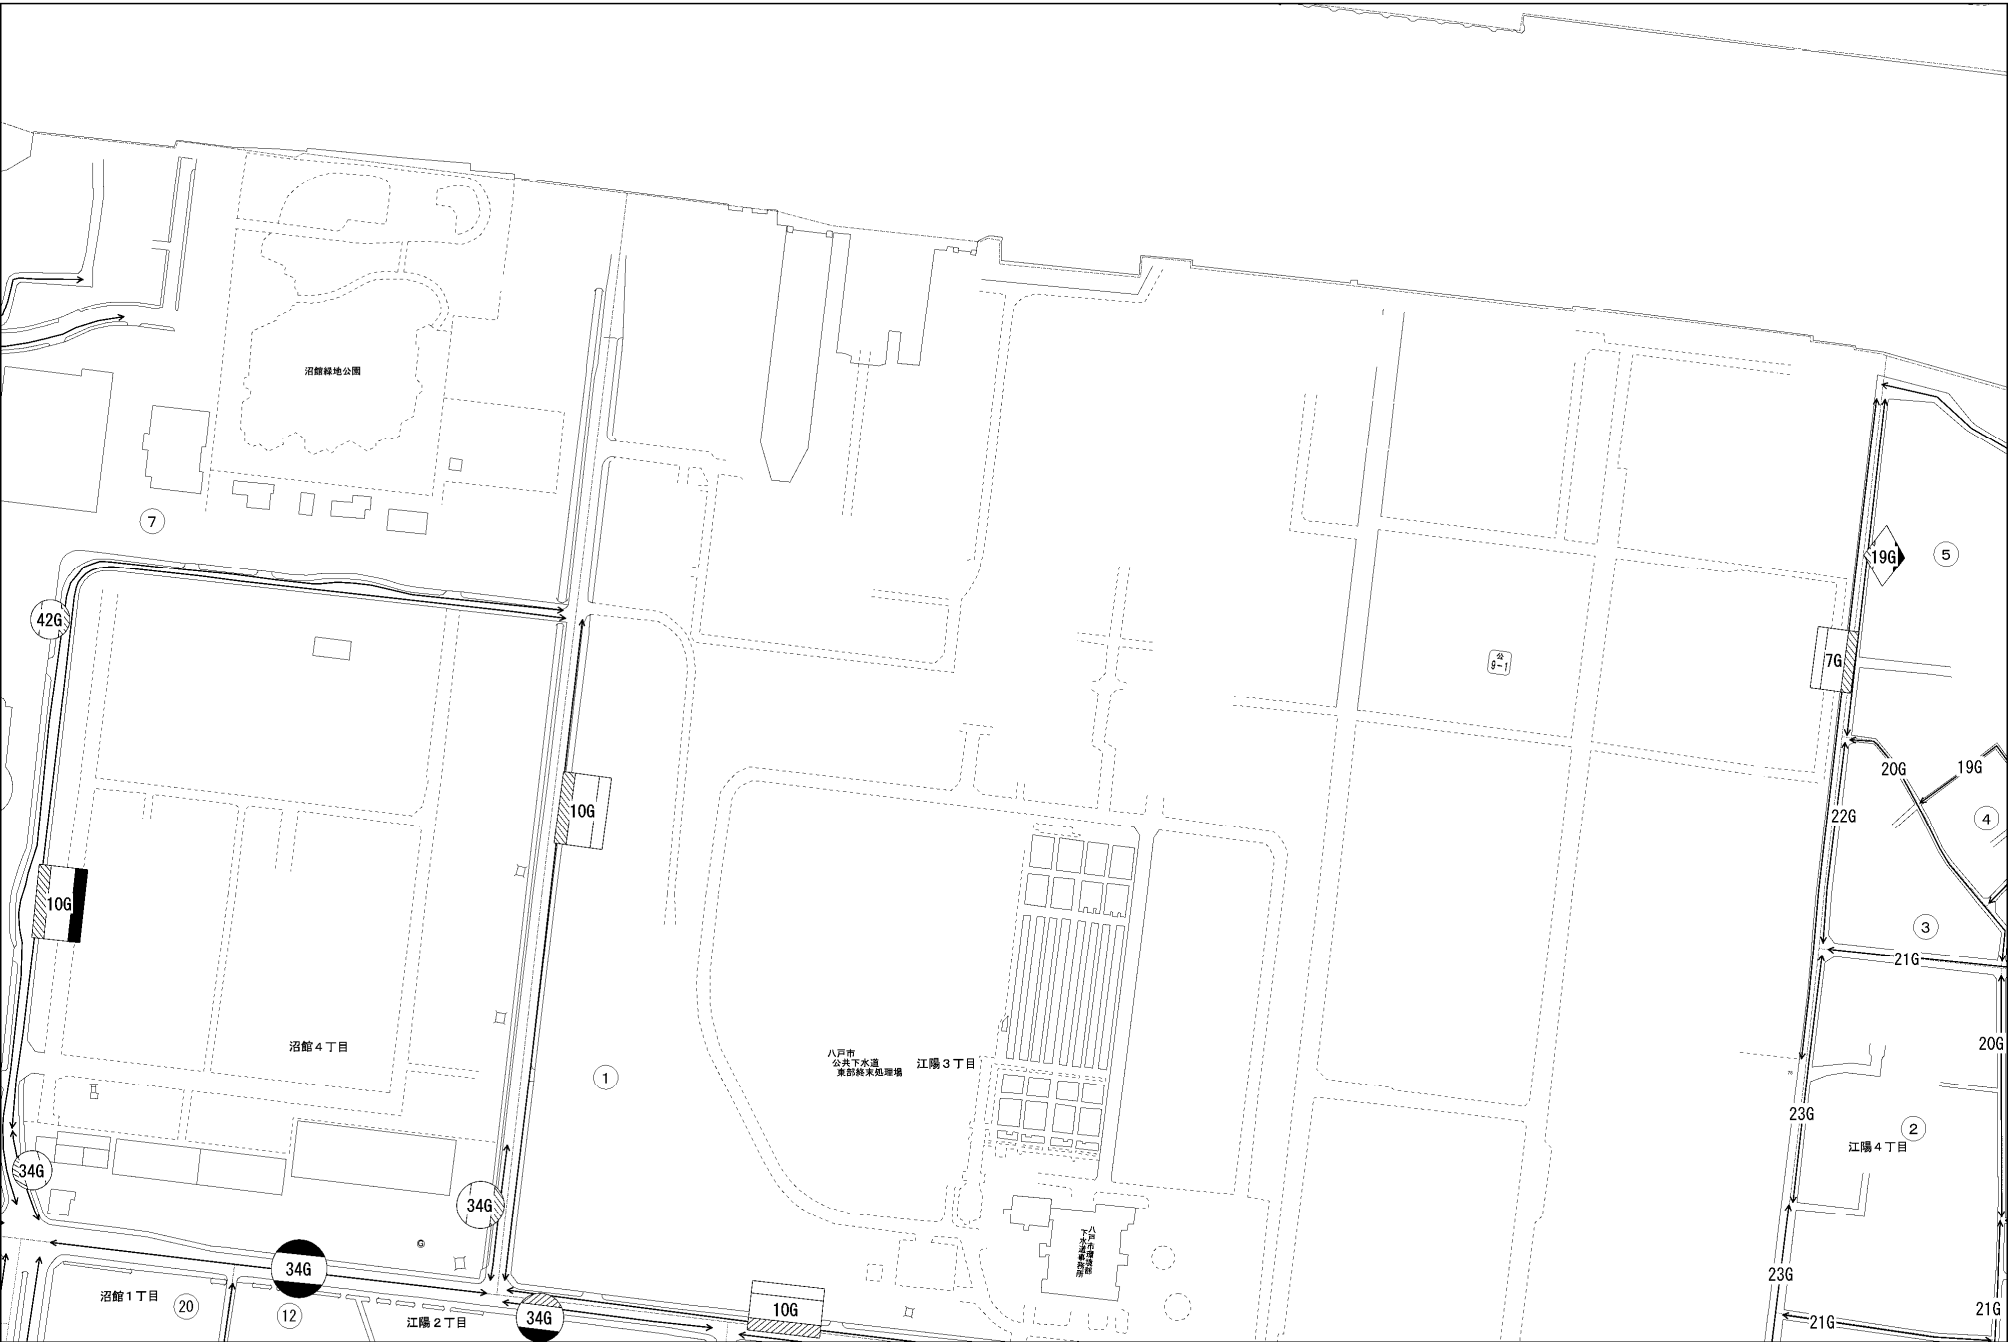 沼館緑地公園
7
5
19G
42G
公
9-1
7G
20G
19G
10G
22G
4
10G
3
21G
沼館４丁目
20G
八戸市
公共下水道
東部終末処理場
江陽３丁目
1
23G
2
江陽４丁目
34G
34G
八戸市環境部
下水道事務所
G
34G
23G
沼館１丁目
20
12
江陽２丁目
34G
10G
21G
21G